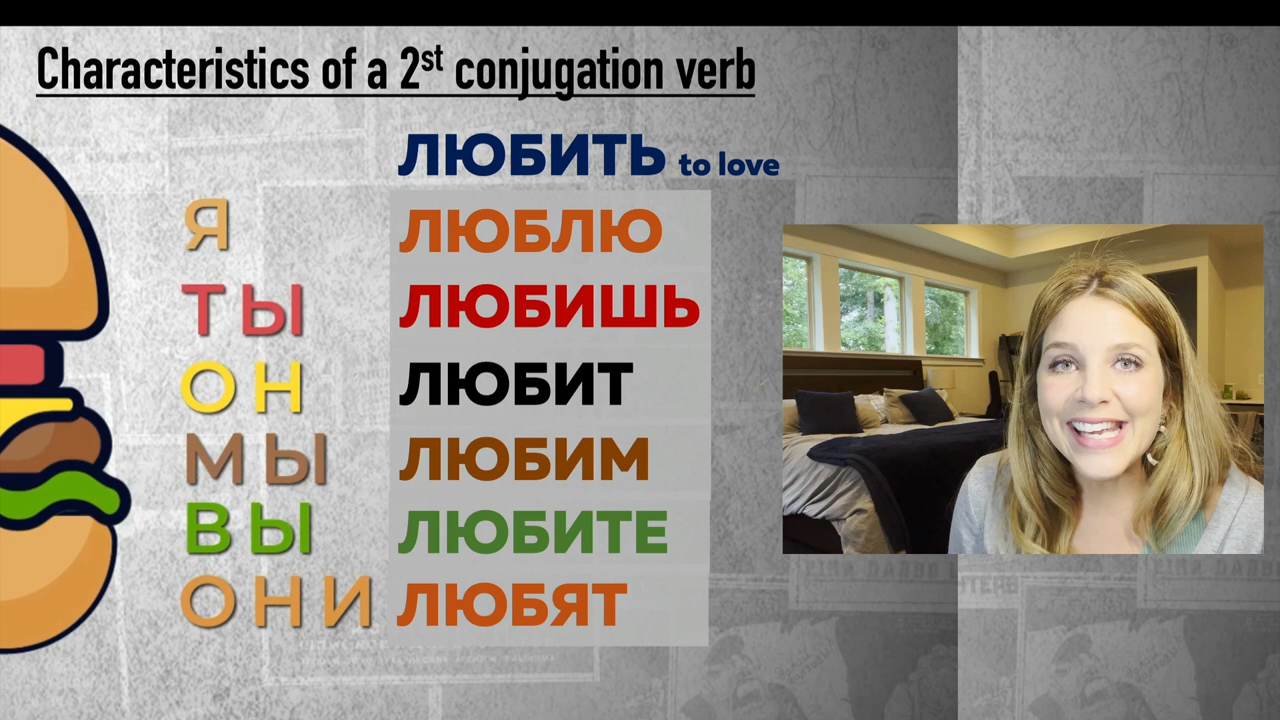 Characteristics of a 2st conjugation verb
ЛЮБИТЬ to love
Я ЛЮБЛЮ
ТЫ ЛЮБИШЬ
ОН ЛЮБИТ
МЫ ЛЮБИМ
ВЫ ЛЮБИТЕ
ОНИ ЛЮБЯТ